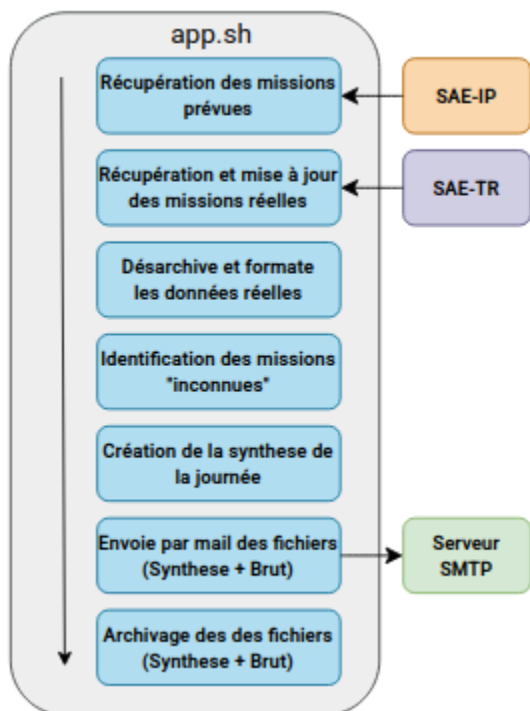 app.sh
Récupération des missions
prévues
SAE-IP
Récupération et mise à jour
des missions réelles
SAE-TR
Désarchive et formate
les données réelles
Identification des missions
"inconnues"
Création de la synthese de
la journée
Envoie par mail des fichiers
(Synthese + Brut)
Serveur
SMTP
Archivage des des fichiers
(Synthese + Brut)